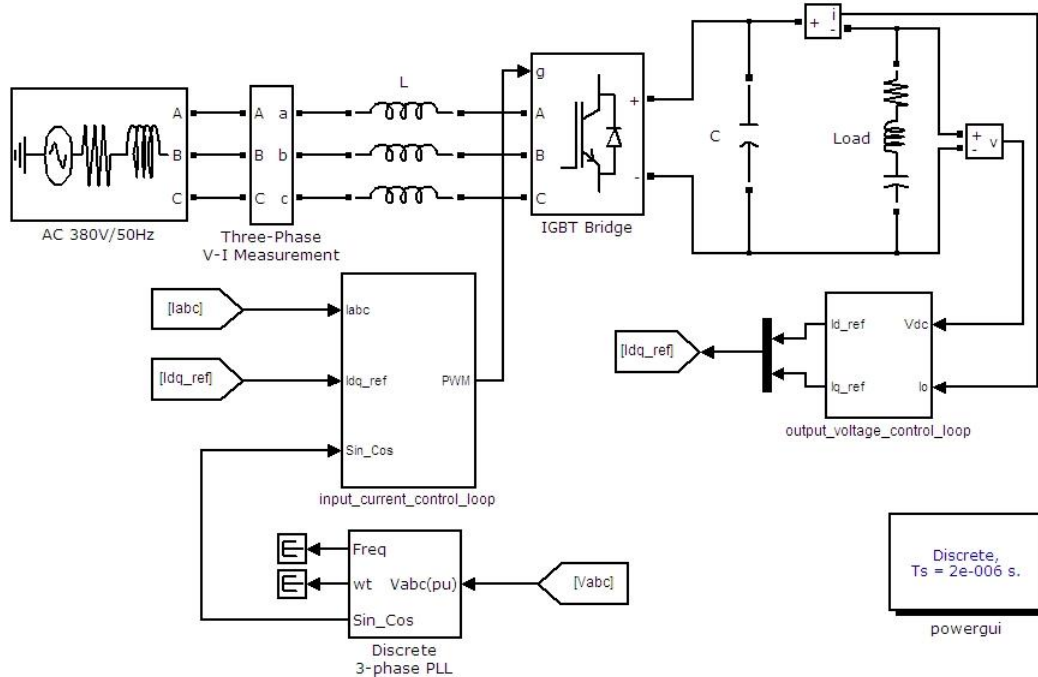 + i
-
L
g
A A a A +
B B b B
C C c C -
C
Load
+
- v
AC 380V/50Hz
Three-Phase
V-I Measurement
IGBT Bridge
[Iabc]
Iabc
[Idq_ref]
Idq_ref
PWM
Sin_Cos
input_current_control_loop
[Idq_ref]
Id_ref Vdc
Iq_ref Io
output_voltage_control_loop
Freq
wt Vabc(pu)
Sin_Cos
[Vabc]
Discrete
3-phase PLL
Discrete,
Ts = 2e-006 s.
powergui